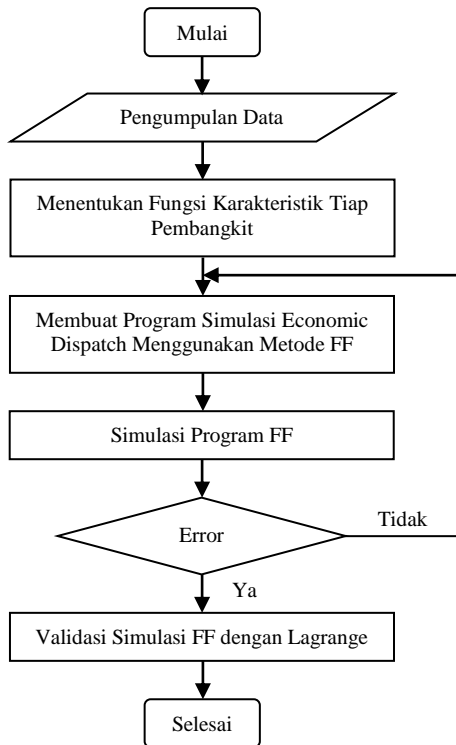 Mulai
Pengumpulan Data
Menentukan Fungsi Karakteristik Tiap
Pembangkit
Membuat Program Simulasi Economic
Dispatch Menggunakan Metode FF
Simulasi Program FF
Error
Tidak
Ya
Validasi Simulasi FF dengan Lagrange
Selesai